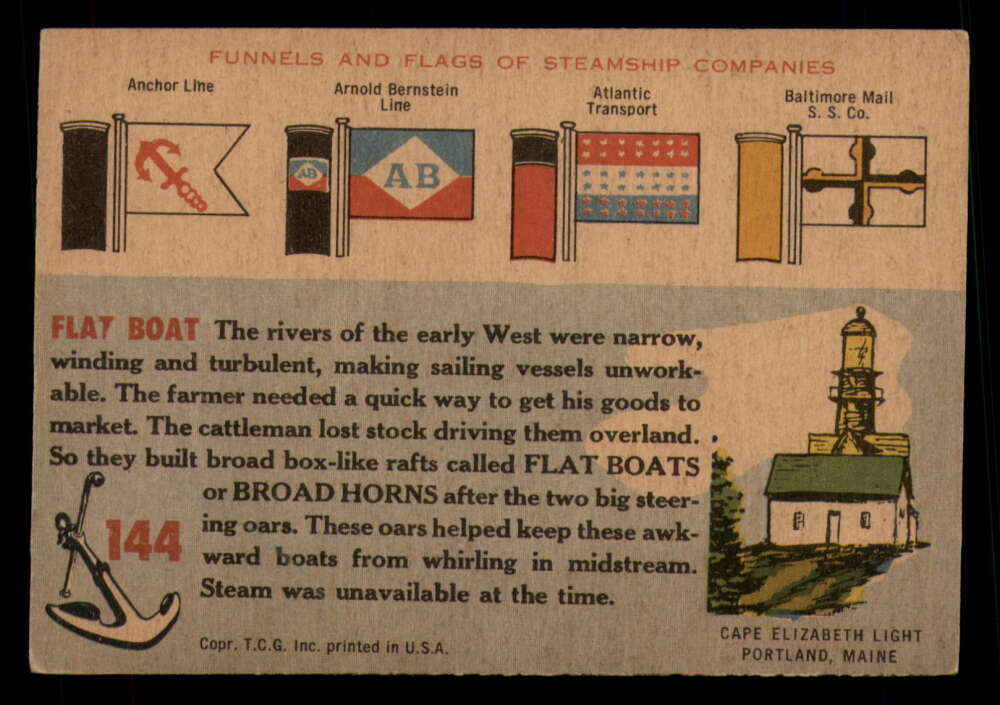 FUNNELS AND FLAGS OF STEAMSHIP COMPANIES
Anchor Line
Arnold Bernstein
Line
Atlantic
Transport
Baltimore Mail
S. S. Co.
AB
AB
FLAT BOAT The rivers of the early West were narrow,
winding and turbulent, making sailing vessels unwork-
able. The farmer needed a quick way to get his goods to
market. The cattleman lost stock driving them overland.
So they built broad box-like rafts called FLAT BOATS
or BROAD HORNS after the two big steer-
ing oars. These oars helped keep these awk-
ward boats from whirling in midstream.
Steam was unavailable at the time.
144
Copr. T.C.G. Inc. printed in U.S.A.
CAPE ELIZABETH LIGHT
PORTLAND, MAINE